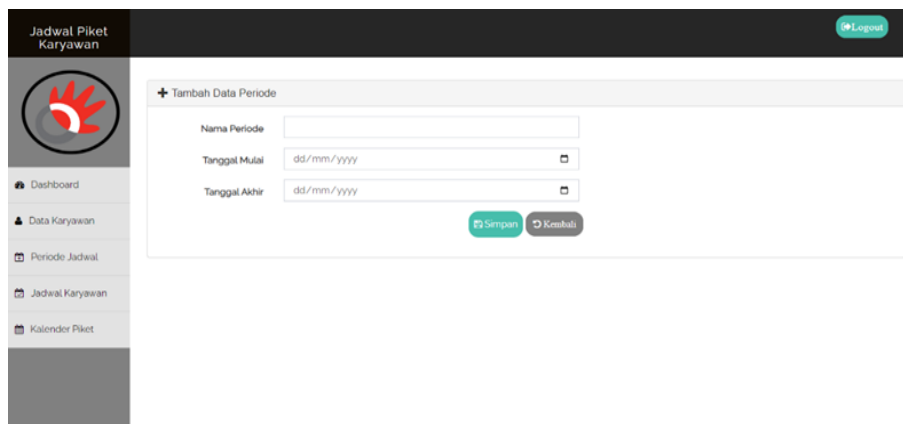 Jadwal Piket
Karyawan
Logout
Tambah Data Periode
Nama Periode
Tanggal Mulai dd/mm/yyyy
Tanggal Akhir dd/mm/yyyy
Simpan Kembali
Dashboard
Data Karyawan
Periode Jadwal
Jadwal Karyawan
Kalender Piket